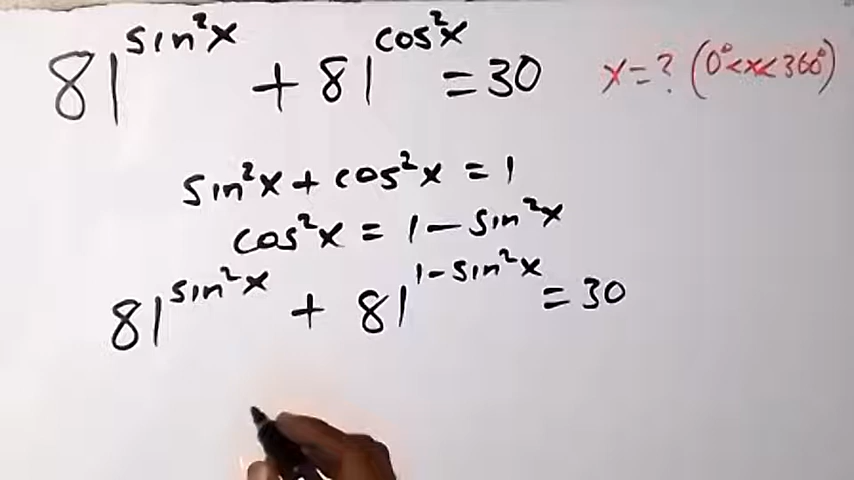 81^sin²x + 81^cos²x = 30 x = ? (0° < x < 360°)
sin²x + cos²x = 1
cos²x = 1 − sin²x
81^sin²x + 81^1−sin²x = 30